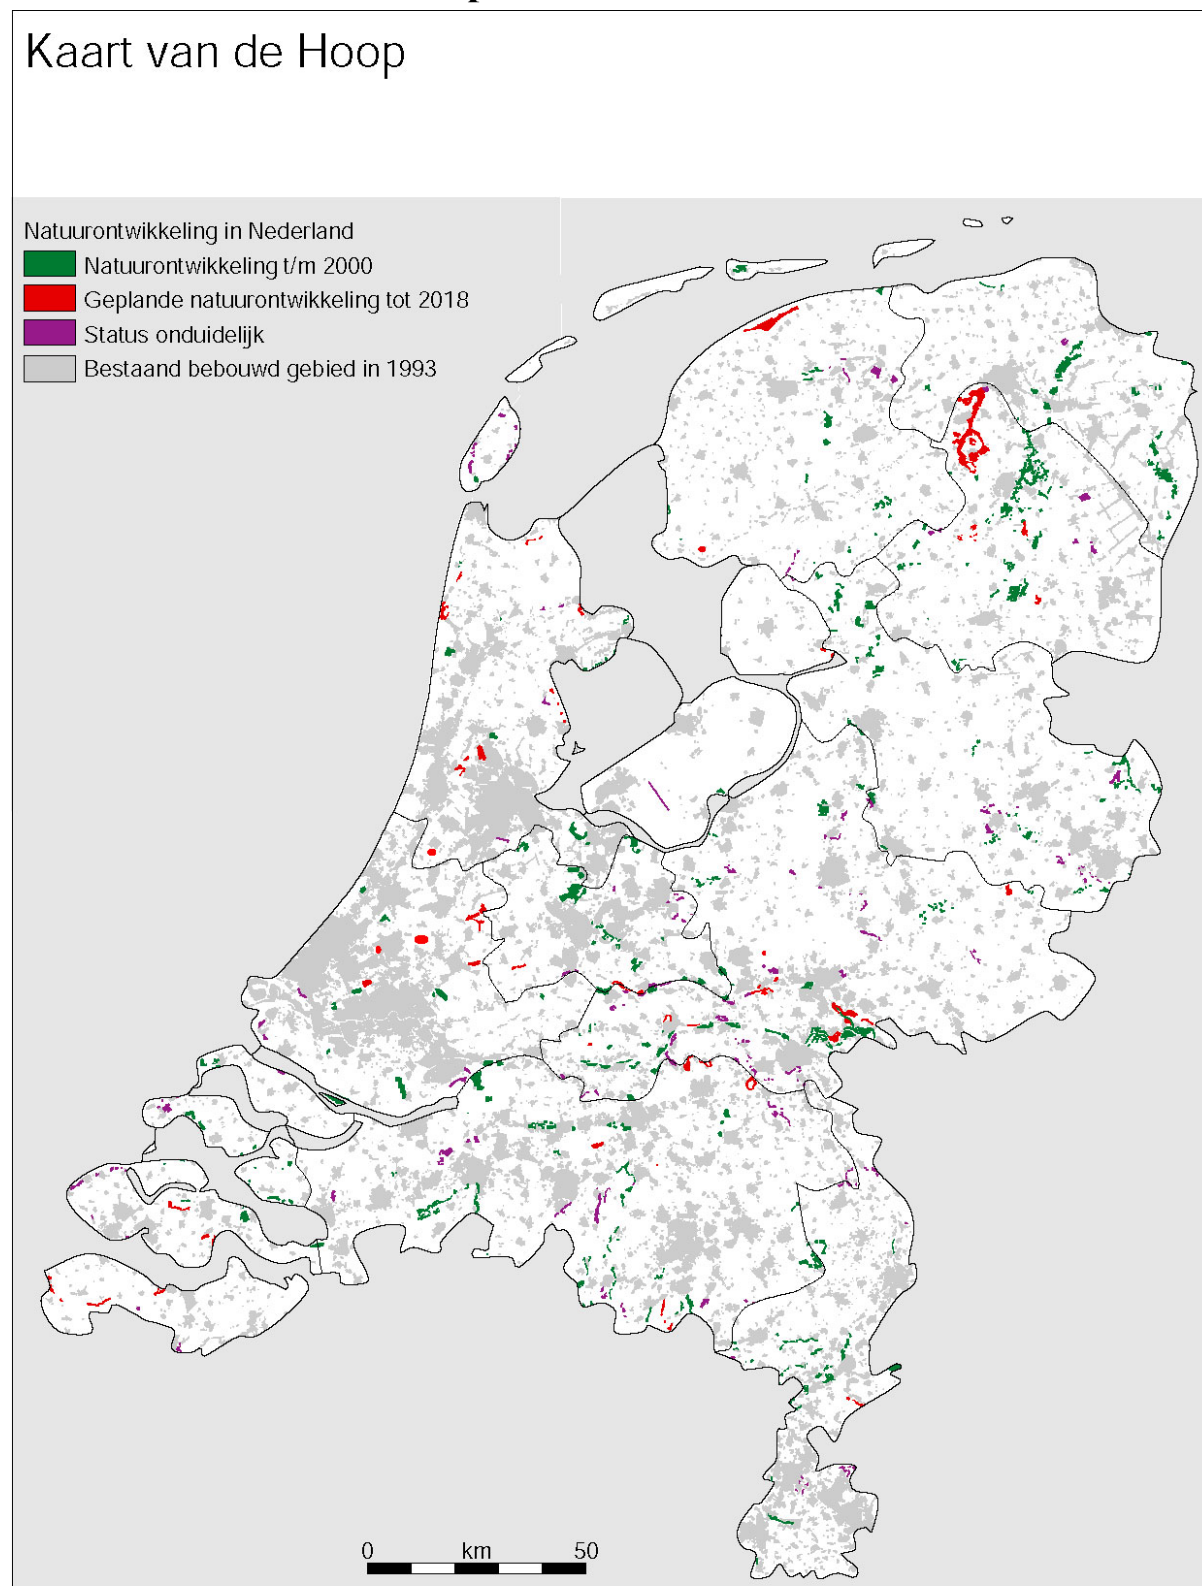 Kaart van de Hoop
Natuurontwikkeling in Nederland
Natuurontwikkeling t/m 2000
Geplande natuurontwikkeling tot 2018
Status onduidelijk
Bestaand bebouwd gebied in 1993
0 km 50